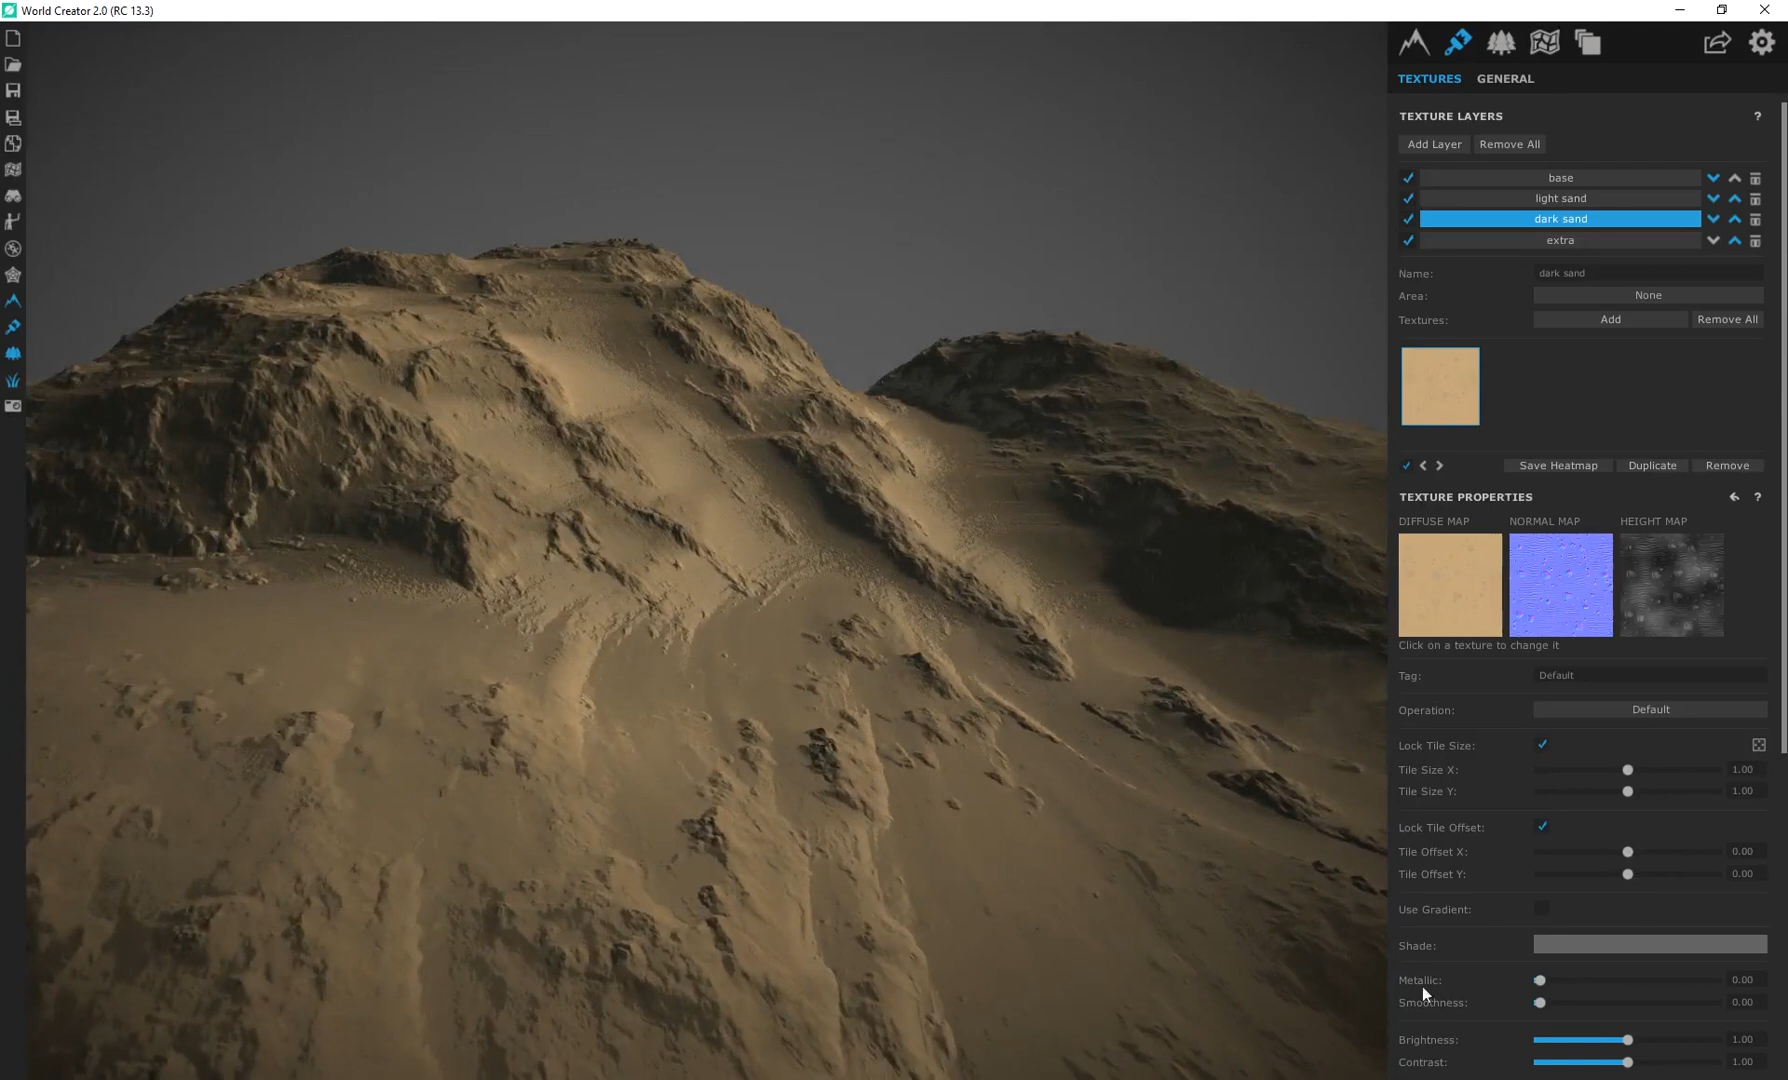 World Creator 2.0 (RC 13.3)
TEXTURES GENERAL
TEXTURE LAYERS ?
Add Layer Remove All
base
light sand
dark sand
extra
Name: dark sand
Area: None
Textures: Add Remove All
Save Heatmap Duplicate Remove
TEXTURE PROPERTIES ?
DIFFUSE MAP NORMAL MAP HEIGHT MAP
Click on a texture to change it
Tag: Default
Operation: Default
Lock Tile Size:
Tile Size X: 1.00
Tile Size Y: 1.00
Lock Tile Offset:
Tile Offset X: 0.00
Tile Offset Y: 0.00
Use Gradient:
Shade:
Metallic: 0.00
Smoothness: 0.00
Brightness: 1.00
Contrast: 1.00